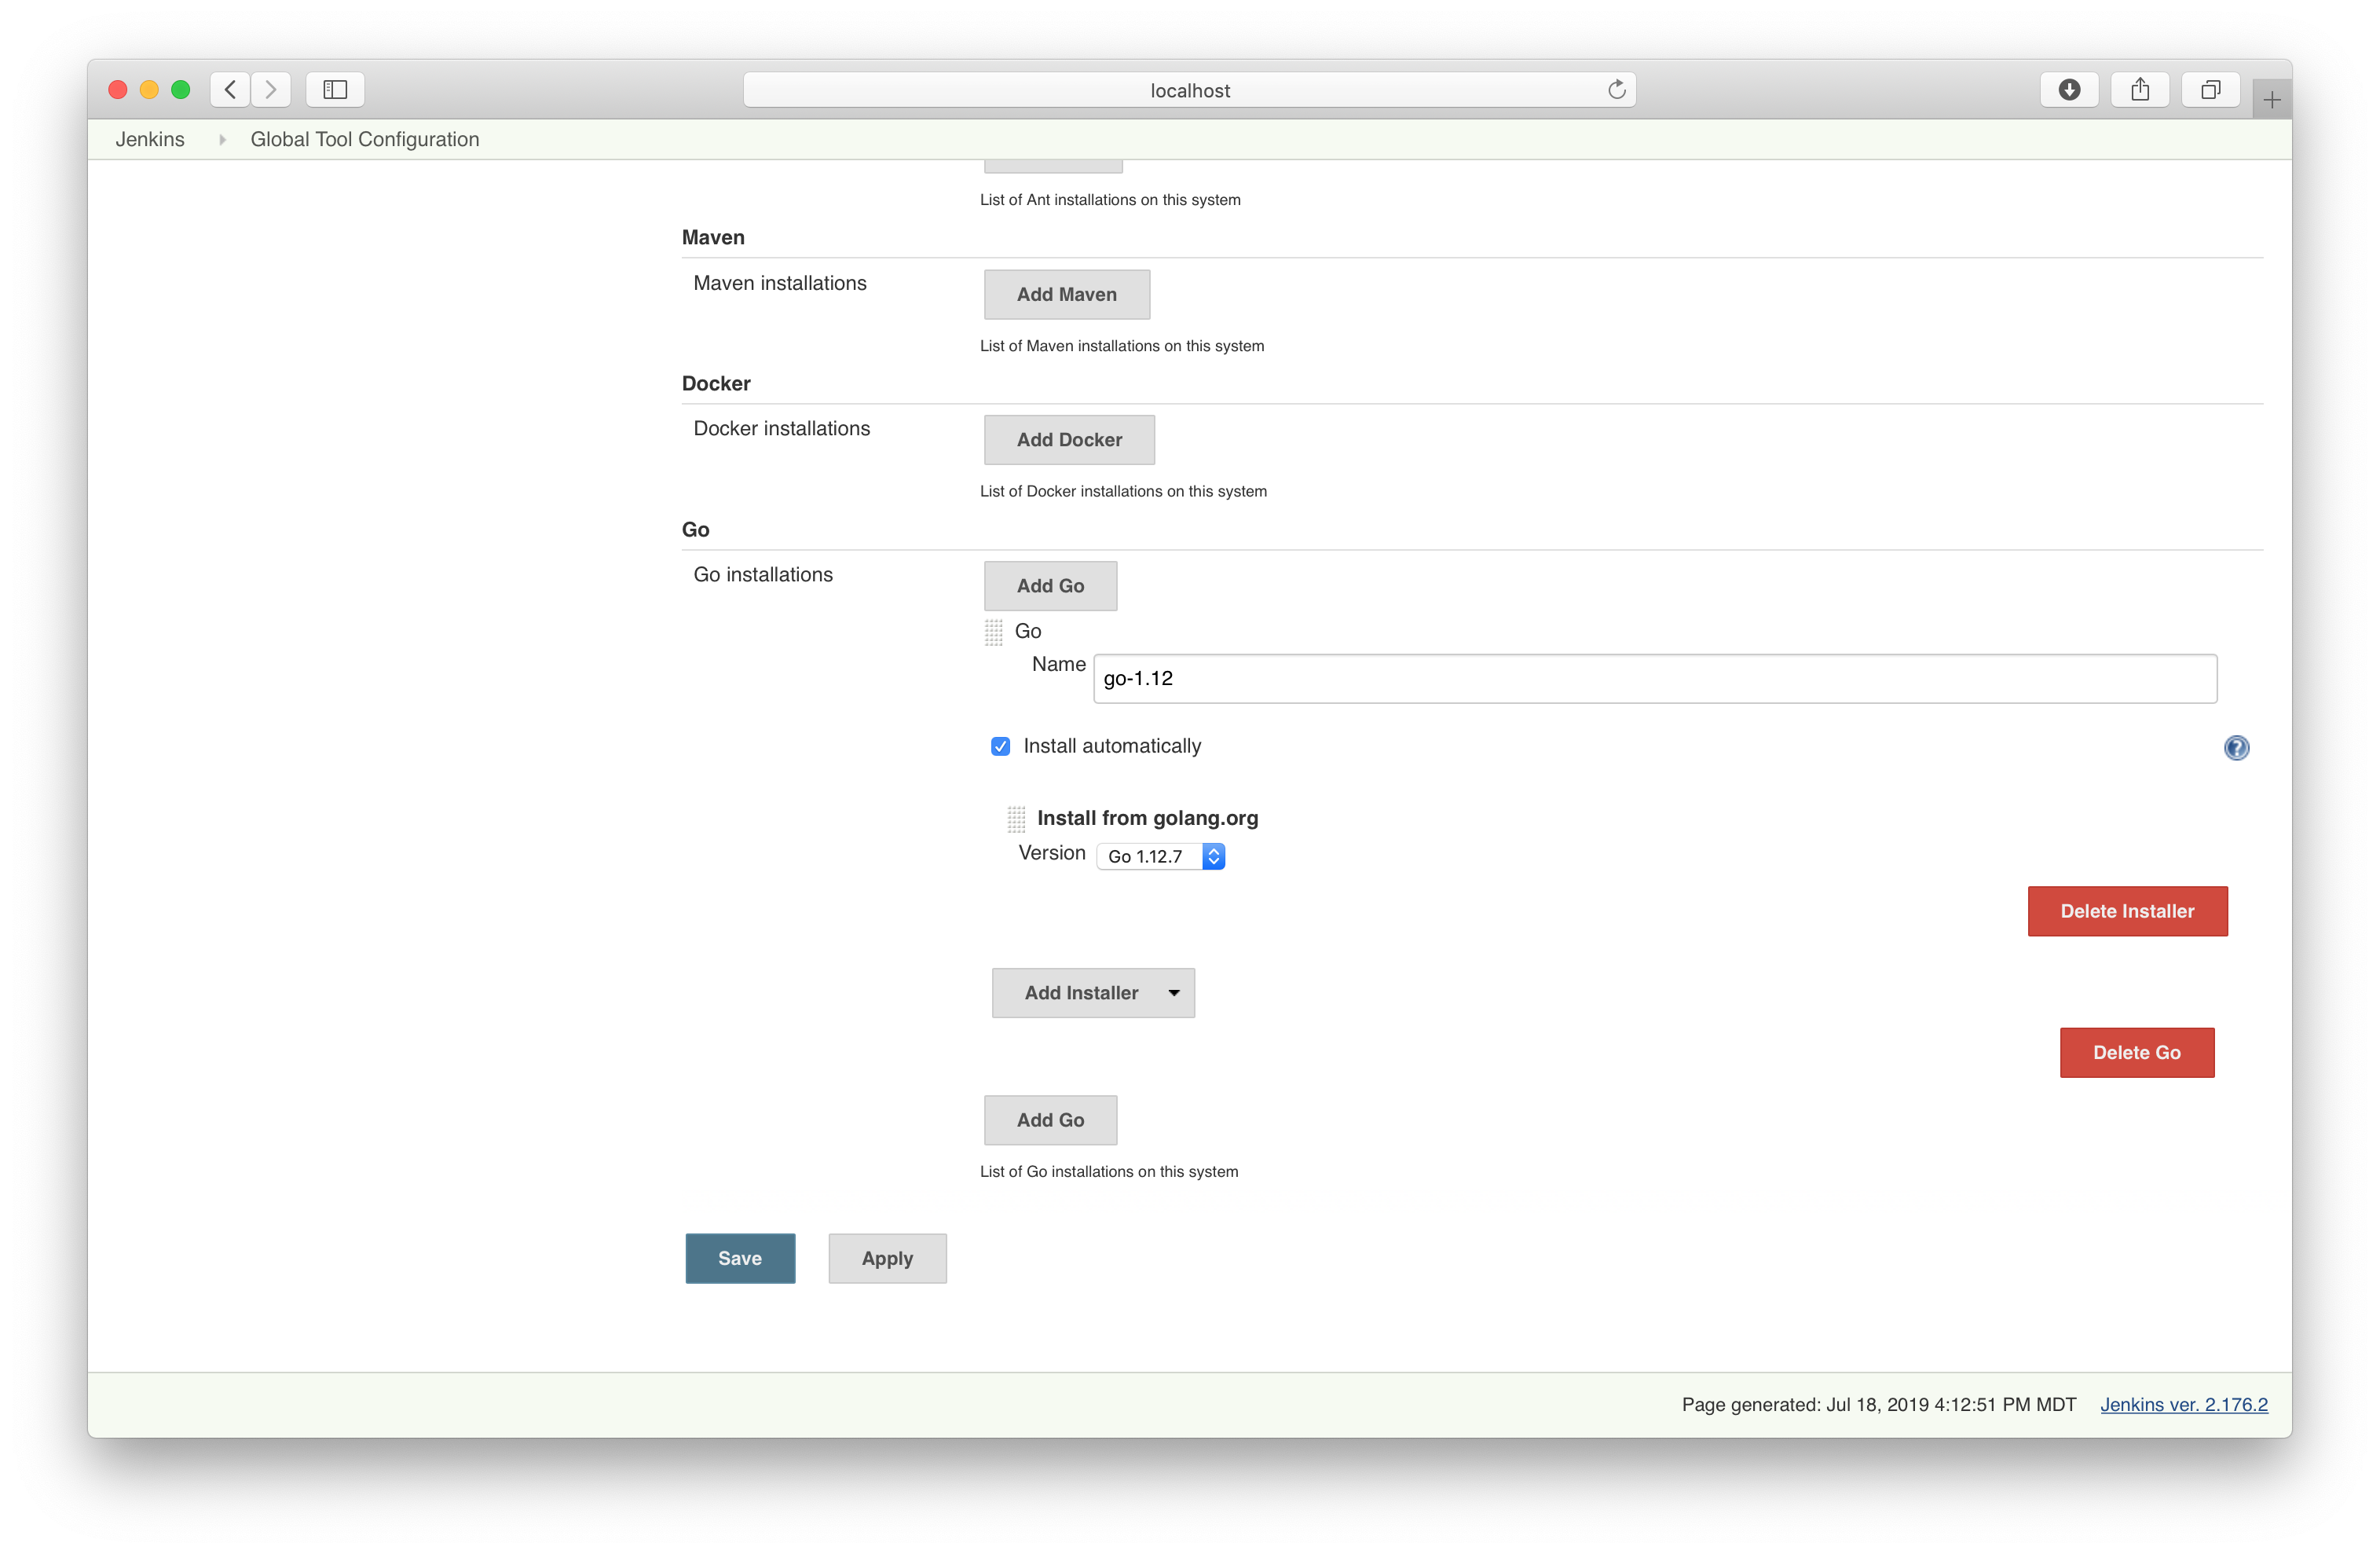 localhost
Jenkins Global Tool Configuration
List of Ant installations on this system
Maven
Maven installations Add Maven
List of Maven installations on this system
Docker
Docker installations Add Docker
List of Docker installations on this system
Go
Go installations Add Go
Go
Name go-1.12
Install automatically
Install from golang.org
Version Go 1.12.7
Delete Installer
Add Installer
Delete Go
Add Go
List of Go installations on this system
Save Apply
Page generated: Jul 18, 2019 4:12:51 PM MDT Jenkins ver. 2.176.2